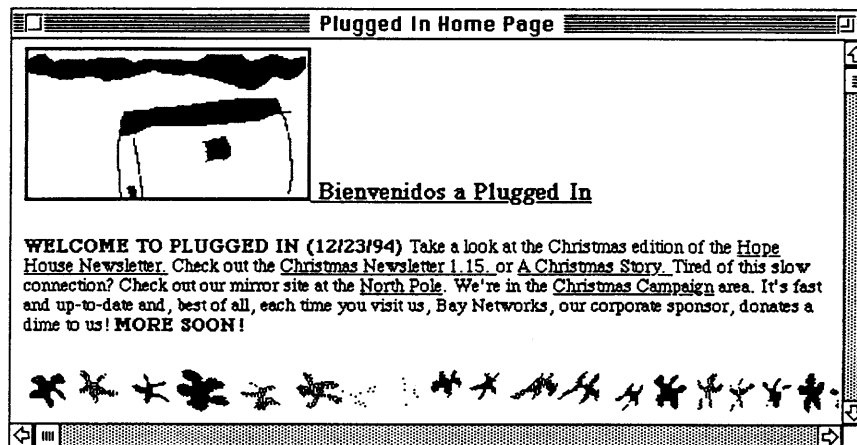 Plugged In Home Page
Bienvenidos a Plugged In
WELCOME TO PLUGGED IN (12/23/94) Take a look at the Christmas edition of the Hope
House Newsletter. Check out the Christmas Newsletter 1.15. or A Christmas Story. Tired of this slow
connection? Check out our mirror site at the North Pole. We're in the Christmas Campaign area. It's fast
and up-to-date and, best of all, each time you visit us, Bay Networks, our corporate sponsor, donates a
dime to us! MORE SOON!